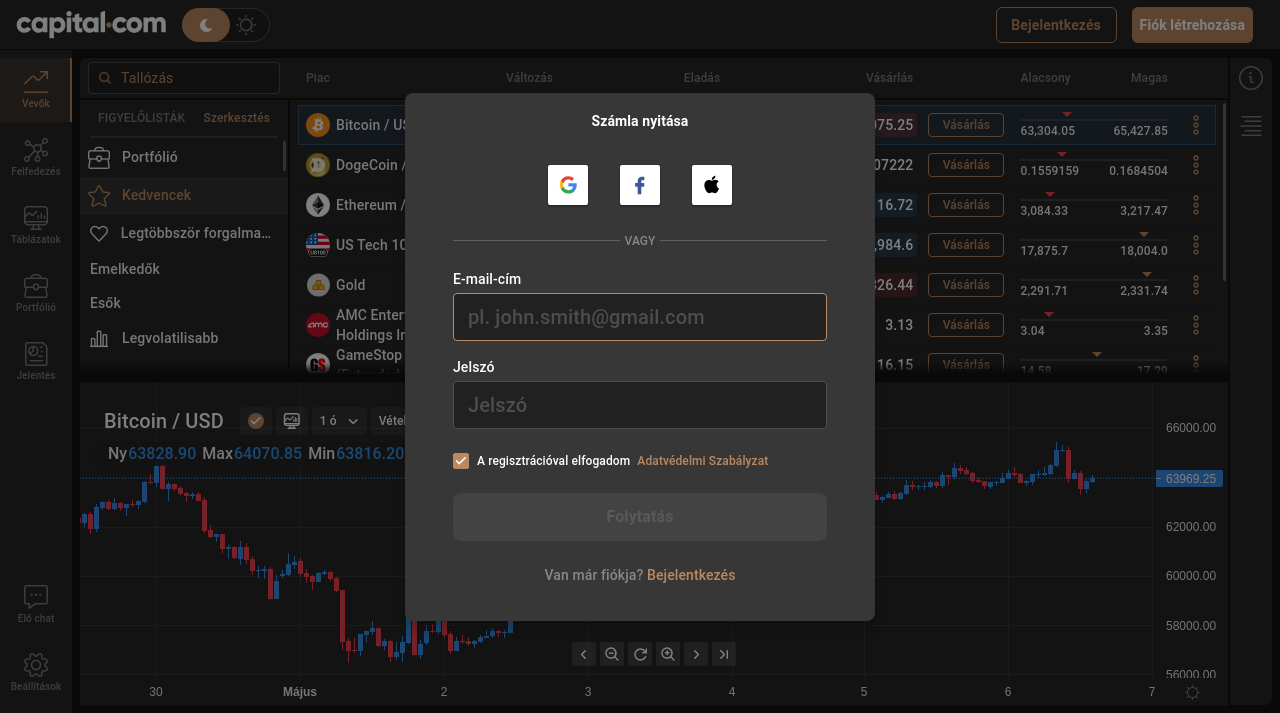 capital.com
Bejelentkezés
Fiók létrehozása
Vevők
Felfedezés
Táblázatok
Portfólió
Jelentés
Élő chat
Beállítások
Tallózás
FIGYELŐLISTÁK Szerkesztés
Portfólió
Kedvencek
Legtöbbször forgalma...
Emelkedők
Esők
Legvolatilisabb
Piac Változás Eladás Vásárlás Alacsony Magas
Bitcoin / US 075.25 Vásárlás 63,304.05 65,427.85
DogeCoin / 07222 Vásárlás 0.1559159 0.1684504
Ethereum / 16.72 Vásárlás 3,084.33 3,217.47
US Tech 10 ,984.6 Vásárlás 17,875.7 18,004.0
Gold 326.44 Vásárlás 2,291.71 2,331.74
AMC Enter
Holdings In 3.13 Vásárlás 3.04 3.35
GameStop 16.15 Vásárlás 14.58 17.29
Számla nyitása
VAGY
E-mail-cím
pl. john.smith@gmail.com
Jelszó
Jelszó
A regisztrációval elfogadom Adatvédelmi Szabályzat
Folytatás
Van már fiókja? Bejelentkezés
Bitcoin / USD 1 ó Vétel
Ny 63828.90 Max 64070.85 Min 63816.20
66000.00
63969.25
62000.00
60000.00
58000.00
56000.00
30 Május 2 3 4 5 6 7